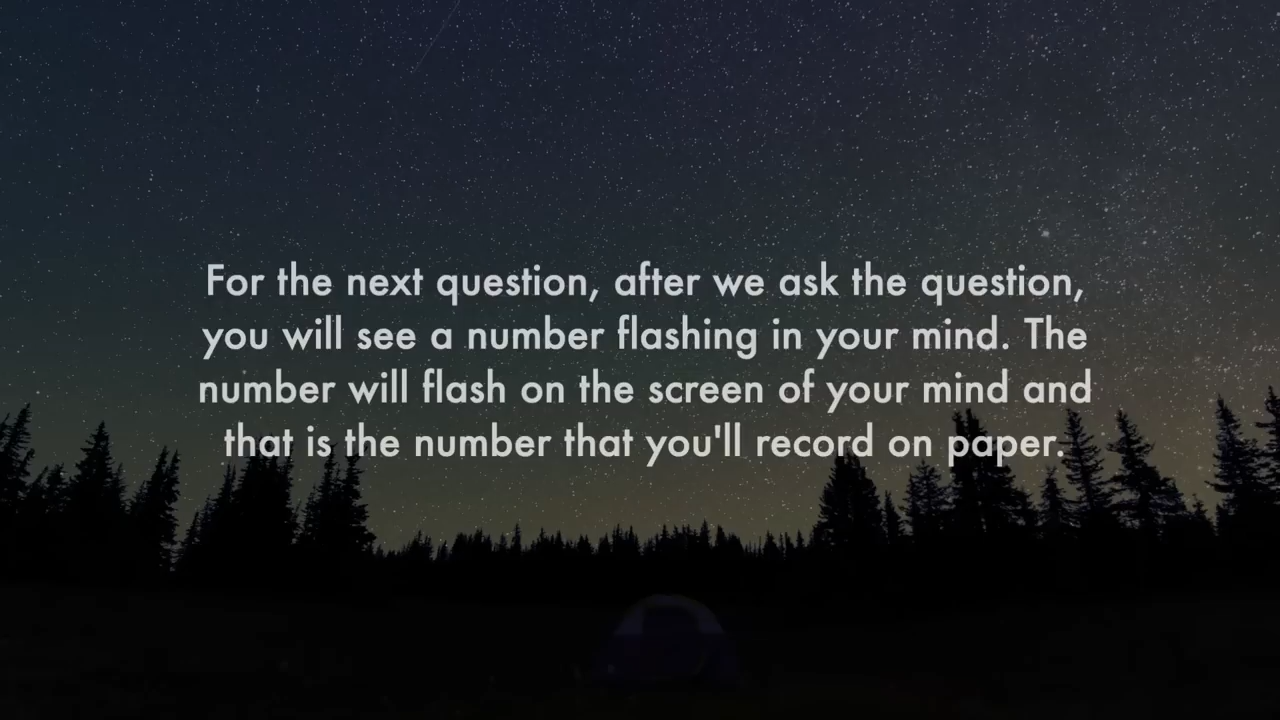 For the next question, after we ask the question,
you will see a number flashing in your mind. The
number will flash on the screen of your mind and
that is the number that you'll record on paper.